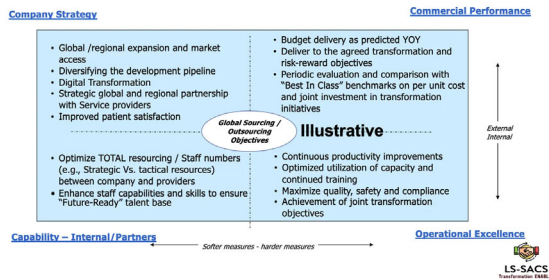 Company Strategy
Commercial Performance
• Global /regional expansion and market
access
• Diversifying the development pipeline
• Digital Transformation
• Strategic global and regional partnership
with Service providers
• Improved patient satisfaction
• Budget delivery as predicted YOY
• Deliver to the agreed transformation and
risk-reward objectives
• Periodic evaluation and comparison with
“Best In Class” benchmarks on per unit cost
and joint investment in transformation
initiatives
Global Sourcing /
Outsourcing
Objectives
Illustrative
External
Internal
• Optimize TOTAL resourcing / Staff numbers
(e.g., Strategic Vs. tactical resources)
between company and providers
• Enhance staff capabilities and skills to ensure
“Future-Ready” talent base
• Continuous productivity improvements
• Optimized utilization of capacity and
continued training
• Maximize quality, safety and compliance
• Achievement of joint transformation
objectives
Capability – Internal/Partners
Softer measures - harder measures
Operational Excellence
LS-SACS
Transformation ENABL